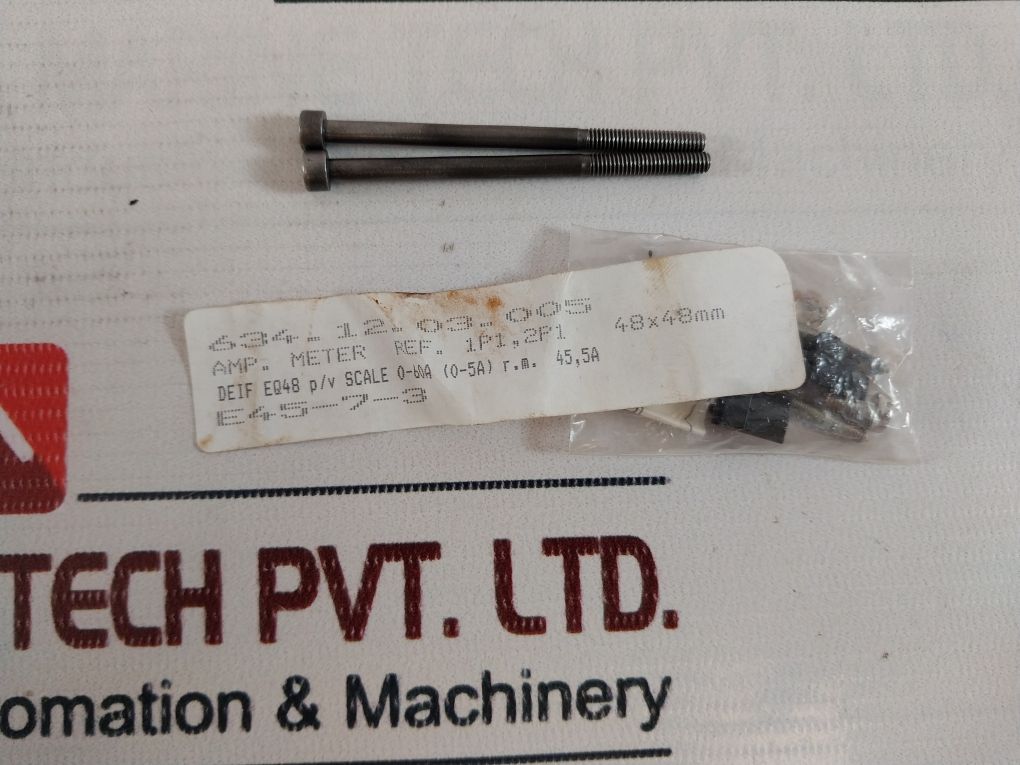 634.12.03.005
AMP. METER REF. 1P1,2P1 48x48mm
DEIF EQ48 p/v SCALE 0-60A (0-5A) r.m. 45,5A
E45-7-3
TECH PVT. LTD.
omation & Machinery